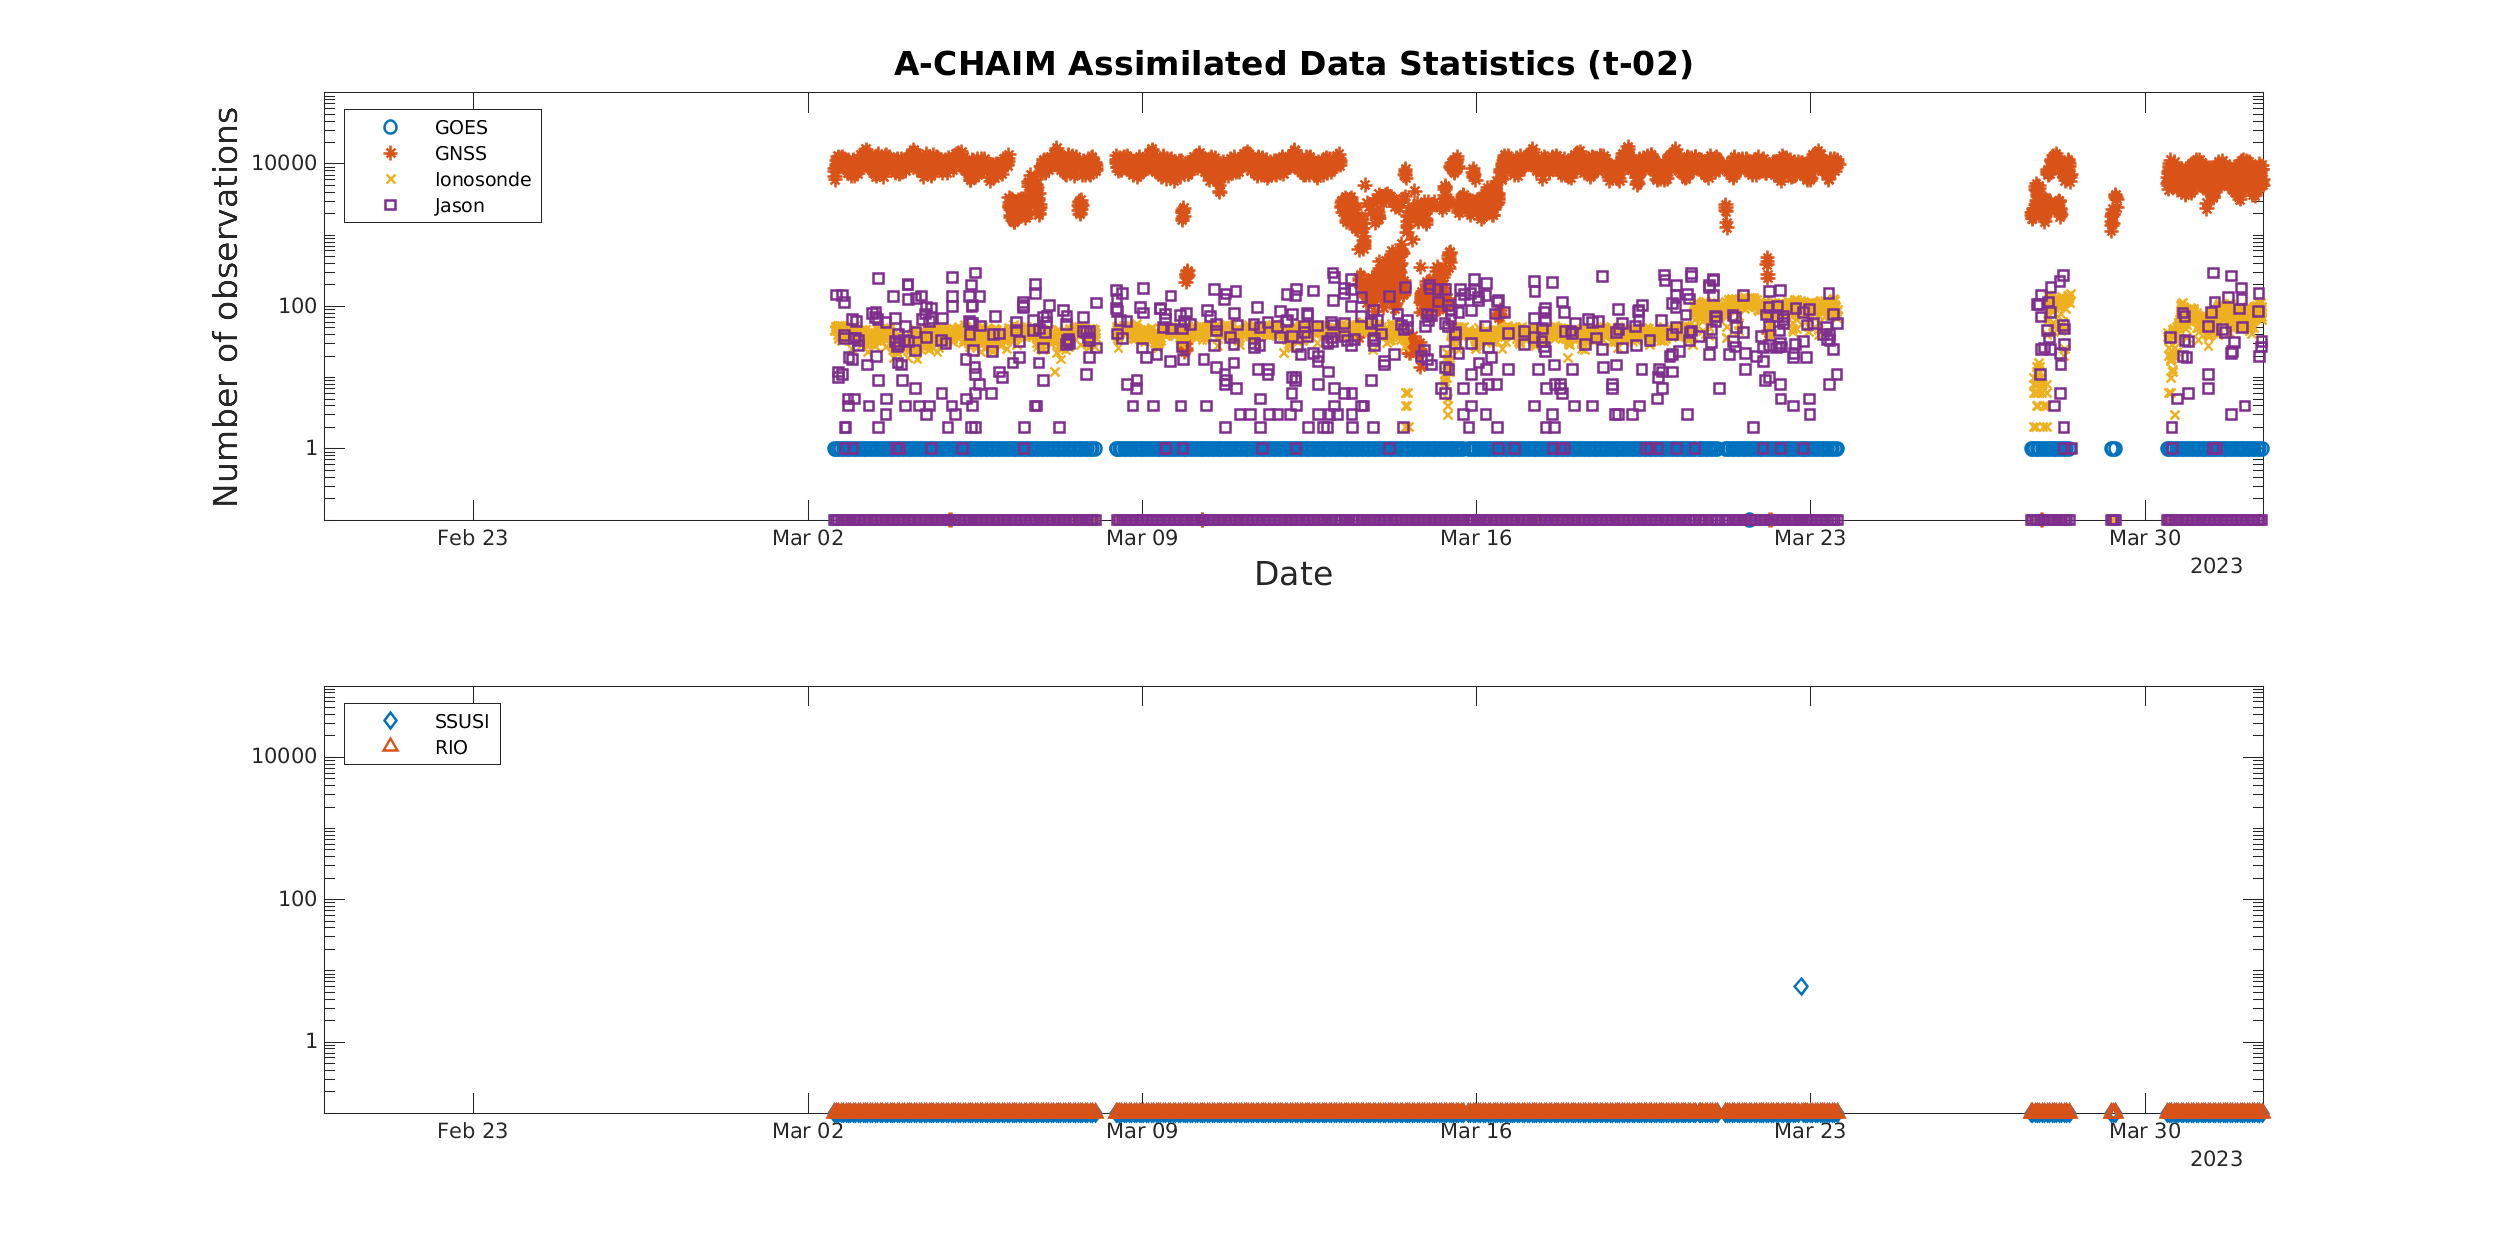 A-CHAIM Assimilated Data Statistics (t-02)
Number of observations
10000
100
1
GOES
GNSS
Ionosonde
Jason
Feb 23
Mar 02
Mar 09
Mar 16
Mar 23
Mar 30
2023
Date
10000
100
1
SSUSI
RIO
Feb 23
Mar 02
Mar 09
Mar 16
Mar 23
Mar 30
2023